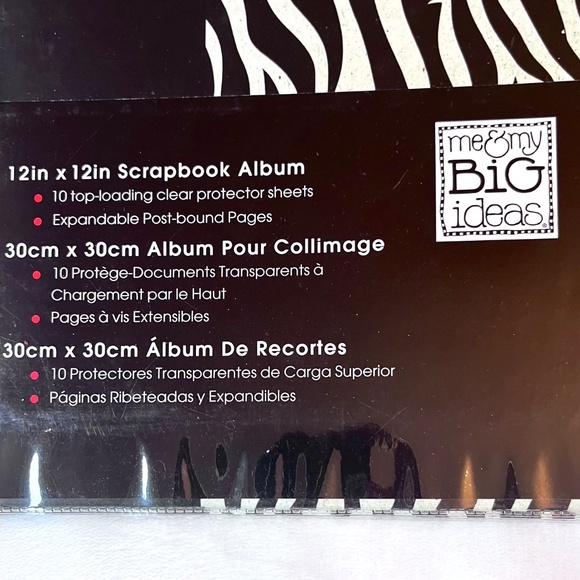 me&my
BiG
ideas®
12in x 12in Scrapbook Album
10 top-loading clear protector sheets
Expandable Post-bound Pages
30cm x 30cm Album Pour Collimage
10 Protège-Documents Transparents à
Chargement par le Haut
Pages à vis Extensibles
30cm x 30cm Álbum De Recortes
10 Protectores Transparentes de Carga Superior
Páginas Ribeteadas y Expandibles